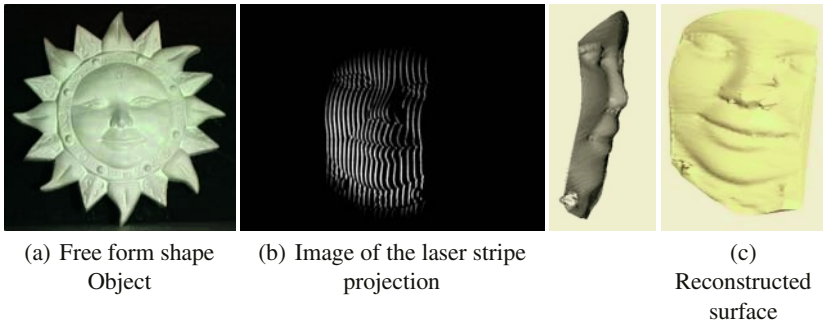 (a) Free form shape
Object
(b) Image of the laser stripe
projection
(c)
Reconstructed
surface